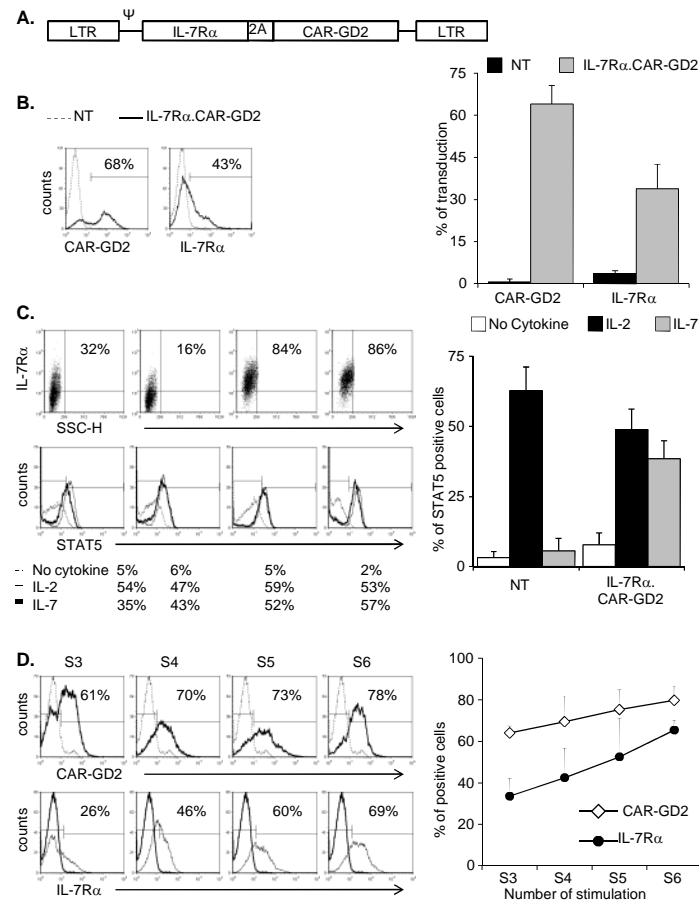 A.
LTR Ψ IL-7Rα 2A CAR-GD2 LTR
B.
NT IL-7Rα.CAR-GD2
counts
68% 43%
CAR-GD2 IL-7Rα
NT IL-7Rα.CAR-GD2
% of transduction
75
60
45
30
15
0
CAR-GD2 IL-7Rα
C.
IL-7Rα
32% 16% 84% 86%
SSC-H
counts
STAT5
No cytokine 5% 6% 5% 2%
IL-2 54% 47% 59% 53%
IL-7 35% 43% 52% 57%
No Cytokine IL-2 IL-7
% of STAT5 positive cells
75
50
25
0
NT IL-7Rα.
CAR-GD2
D.
S3 S4 S5 S6
counts
61% 70% 73% 78%
CAR-GD2
counts
26% 46% 60% 69%
IL-7Rα
% of positive cells
100
80
60
40
20
0
CAR-GD2
IL-7Rα
S3 S4 S5 S6
Number of stimulation